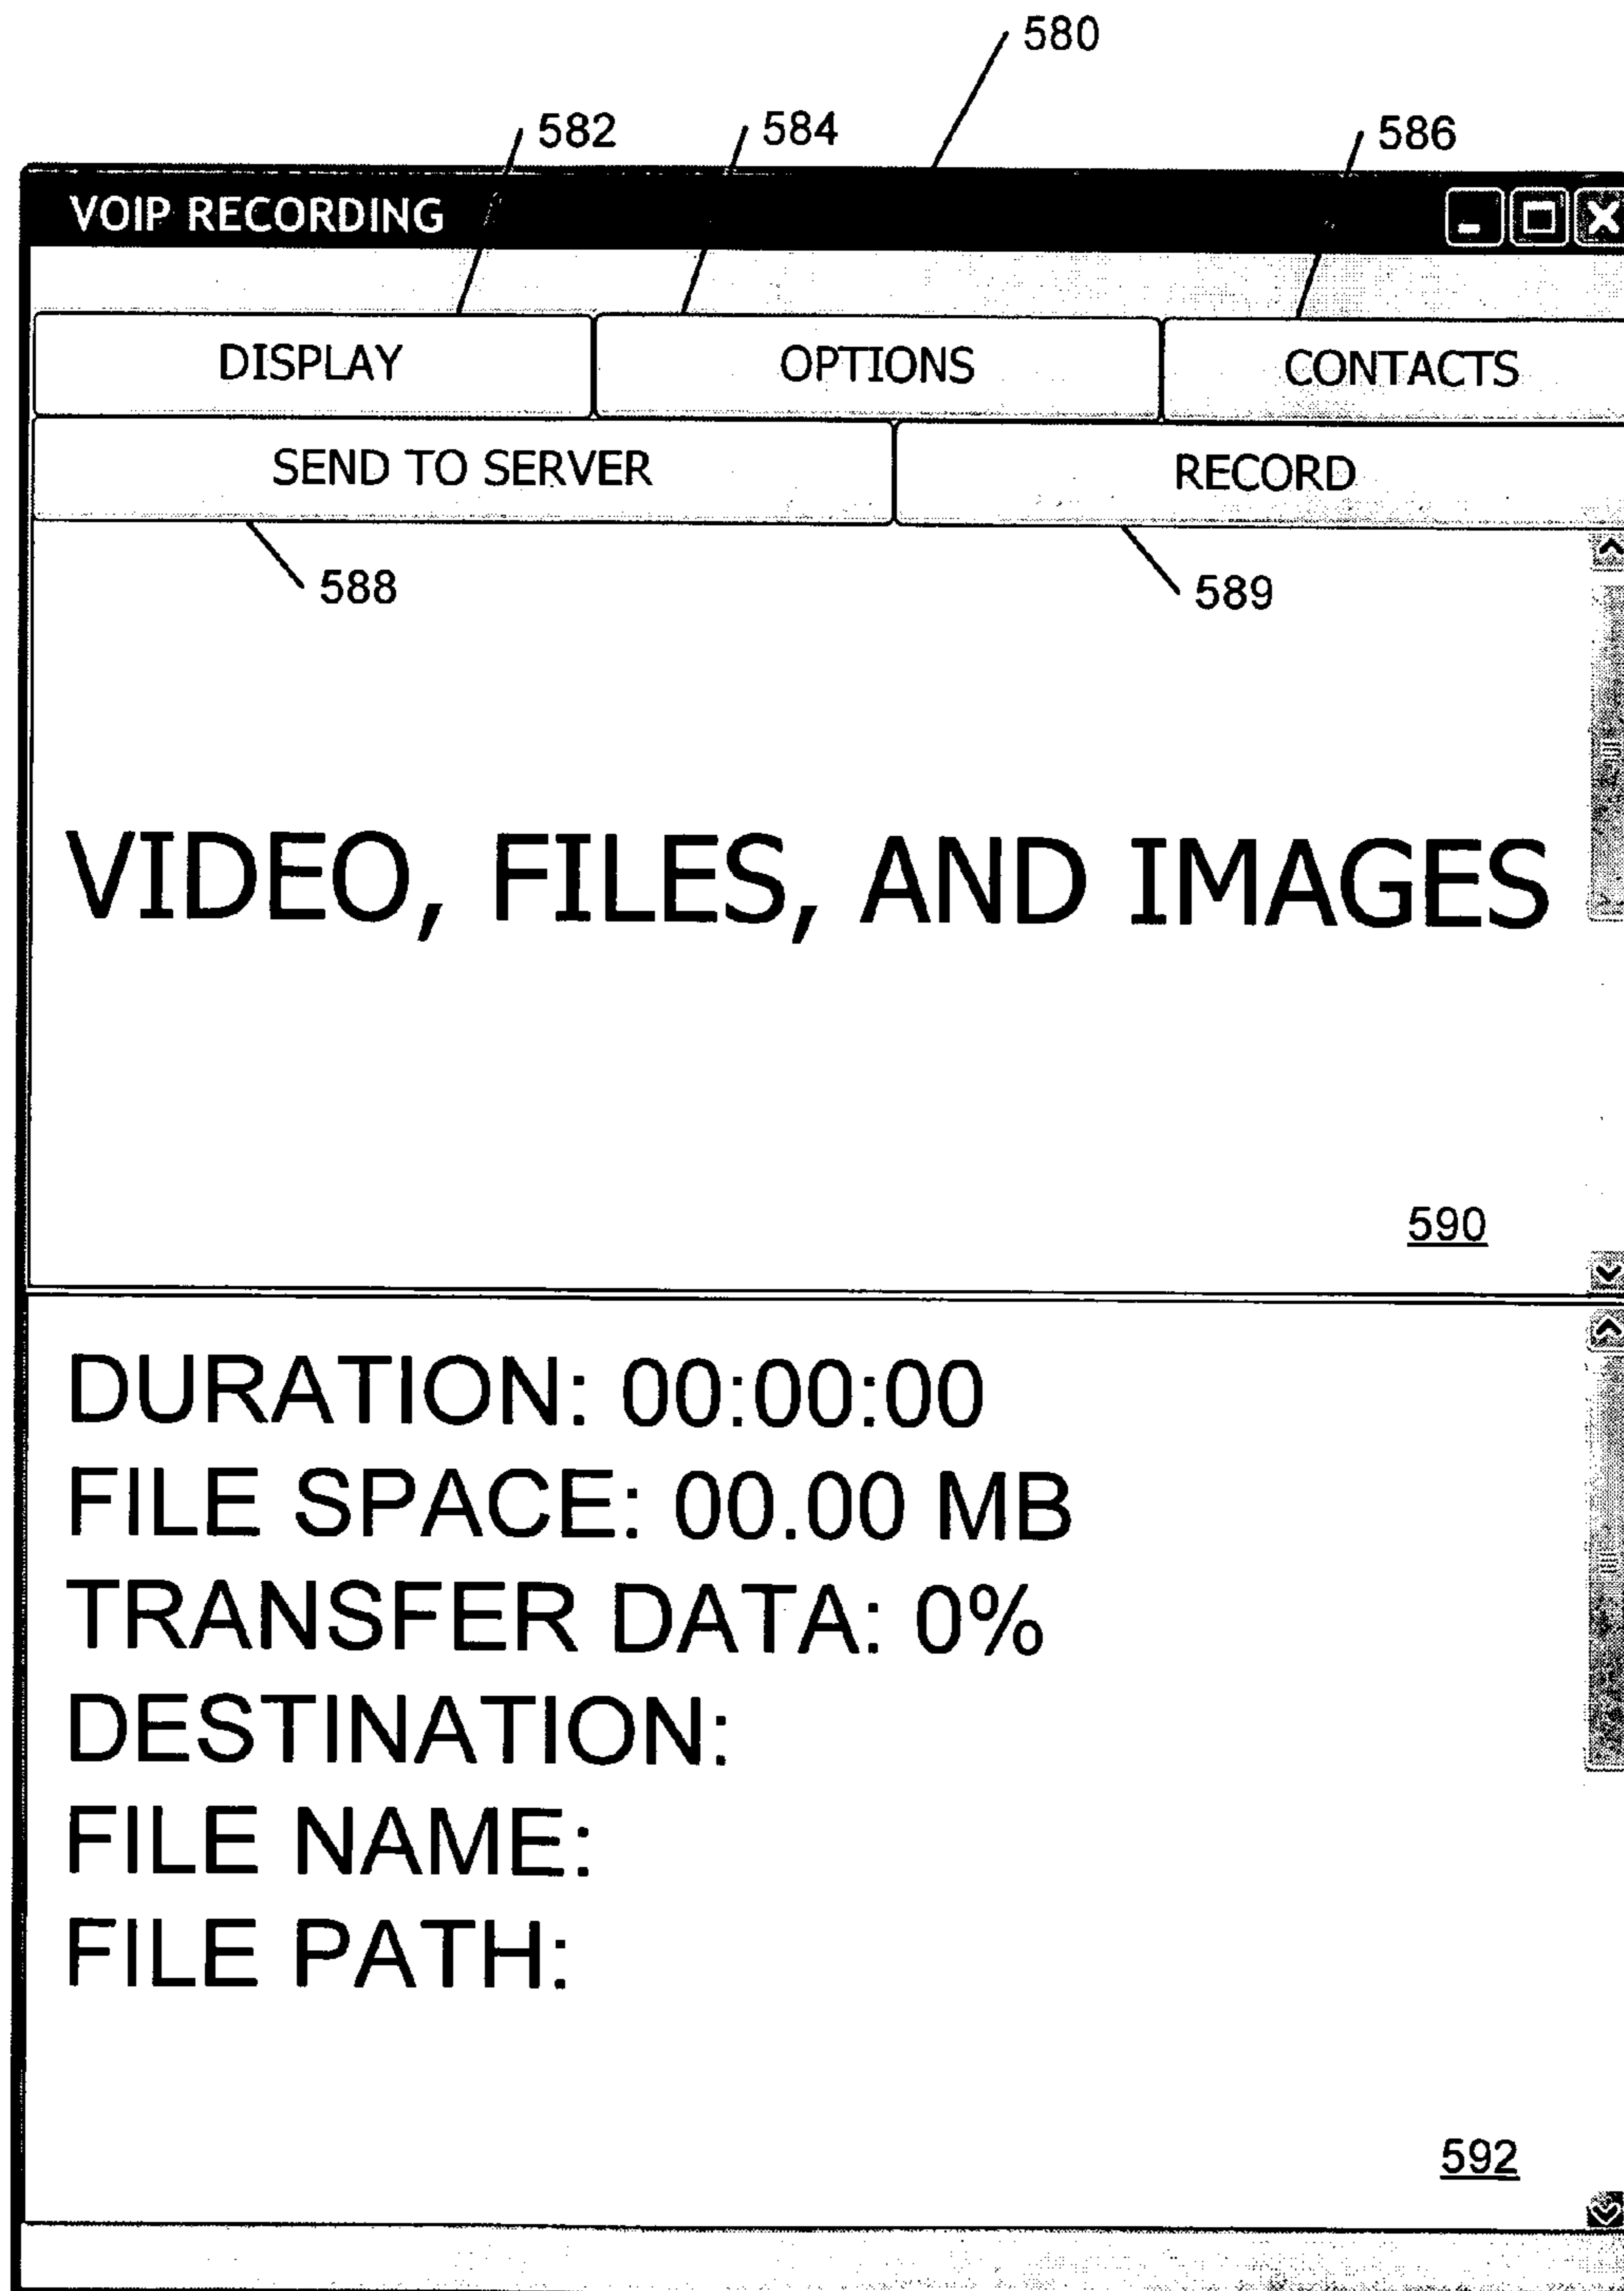 580
582 584 586
VOIP RECORDING
DISPLAY OPTIONS CONTACTS
SEND TO SERVER RECORD
588 589
VIDEO, FILES, AND IMAGES
590
DURATION: 00:00:00
FILE SPACE: 00.00 MB
TRANSFER DATA: 0%
DESTINATION:
FILE NAME:
FILE PATH:
592